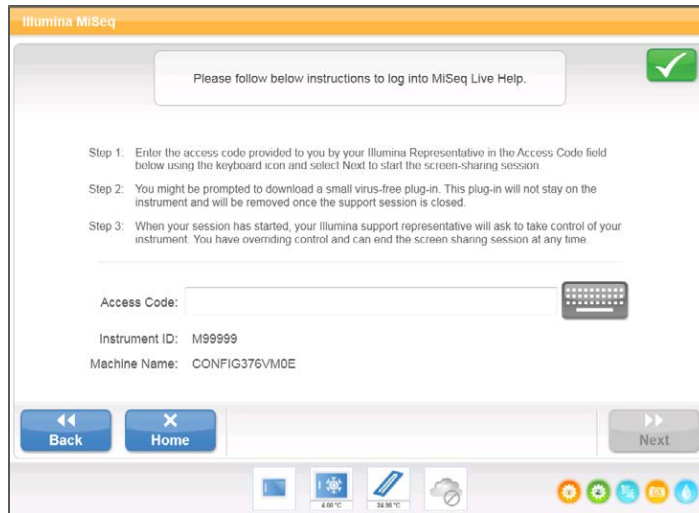 Illumina MiSeq
Please follow below instructions to log into MiSeq Live Help.
Step 1: Enter the access code provided to you by your Illumina Representative in the Access Code field
below using the keyboard icon and select Next to start the screen-sharing session.
Step 2: You might be prompted to download a small virus-free plug-in. This plug-in will not stay on the
instrument and will be removed once the support session is closed.
Step 3: When your session has started, your Illumina support representative will ask to take control of your
instrument. You have overriding control and can end the screen sharing session at any time.
Access Code:
Instrument ID: M99999
Machine Name: CONFIG376VM0E
Back
Home
Next
4.00 °C